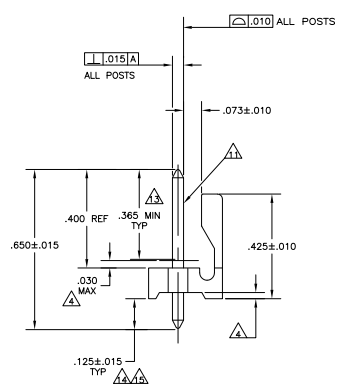 ⌓ .010 ALL POSTS
⊥ .015 A
ALL POSTS
.073±.010
11
13
.400 REF
.365 MIN
TYP
.650±.015
.425±.010
.030
MAX
4
4
.125±.015
TYP
14 15